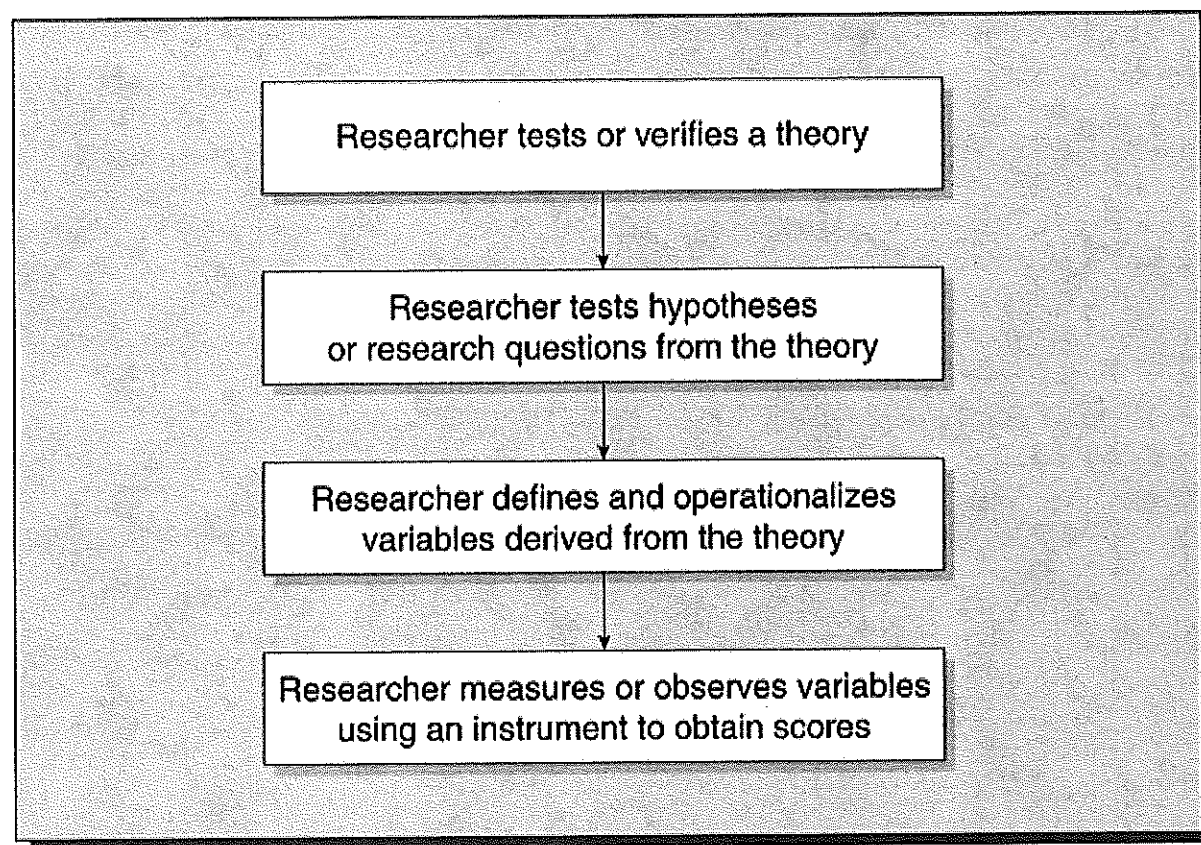 Researcher tests or verifies a theory
Researcher tests hypotheses
or research questions from the theory
Researcher defines and operationalizes
variables derived from the theory
Researcher measures or observes variables
using an instrument to obtain scores